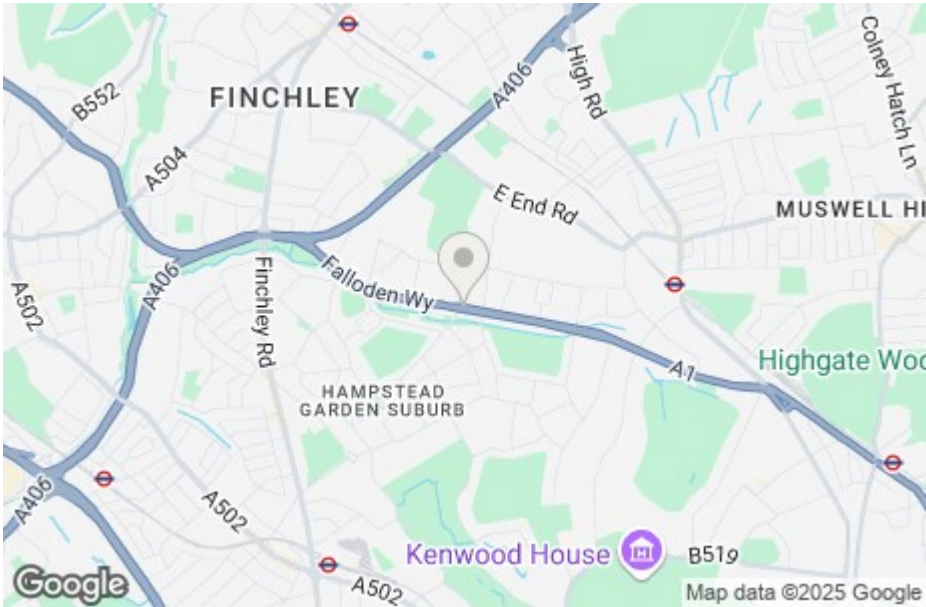 B552
FINCHLEY
A406
High Rd
Colney Hatch Ln
A504
E End Rd
MUSWELL HI
A406
Finchley Rd
Falloden Wy
A502
HAMPSTEAD
GARDEN SUBURB
A1
Highgate Woo
A406
A502
Kenwood House
B519
A502
Google
Map data ©2025 Google